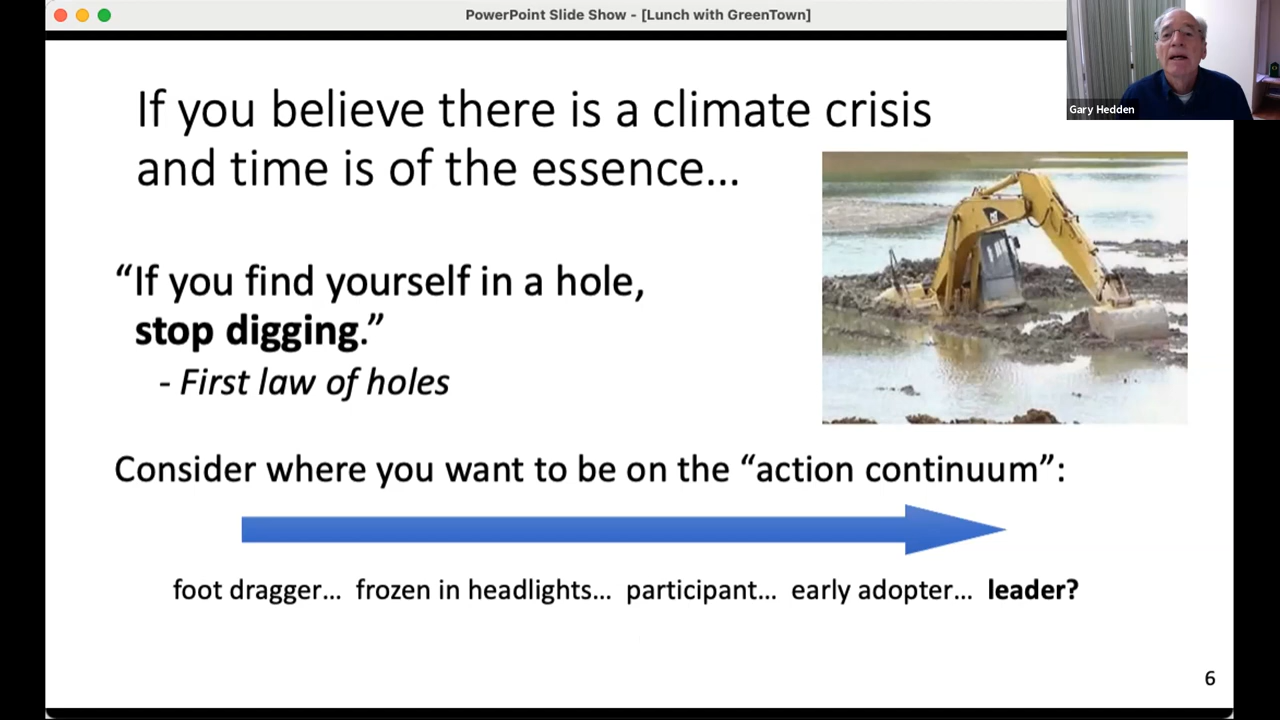 PowerPoint Slide Show - [Lunch with GreenTown]
Gary Hedden
If you believe there is a climate crisis
and time is of the essence…
“If you find yourself in a hole,
stop digging.”
- First law of holes
Consider where you want to be on the “action continuum”:
foot dragger… frozen in headlights… participant… early adopter… leader?
6